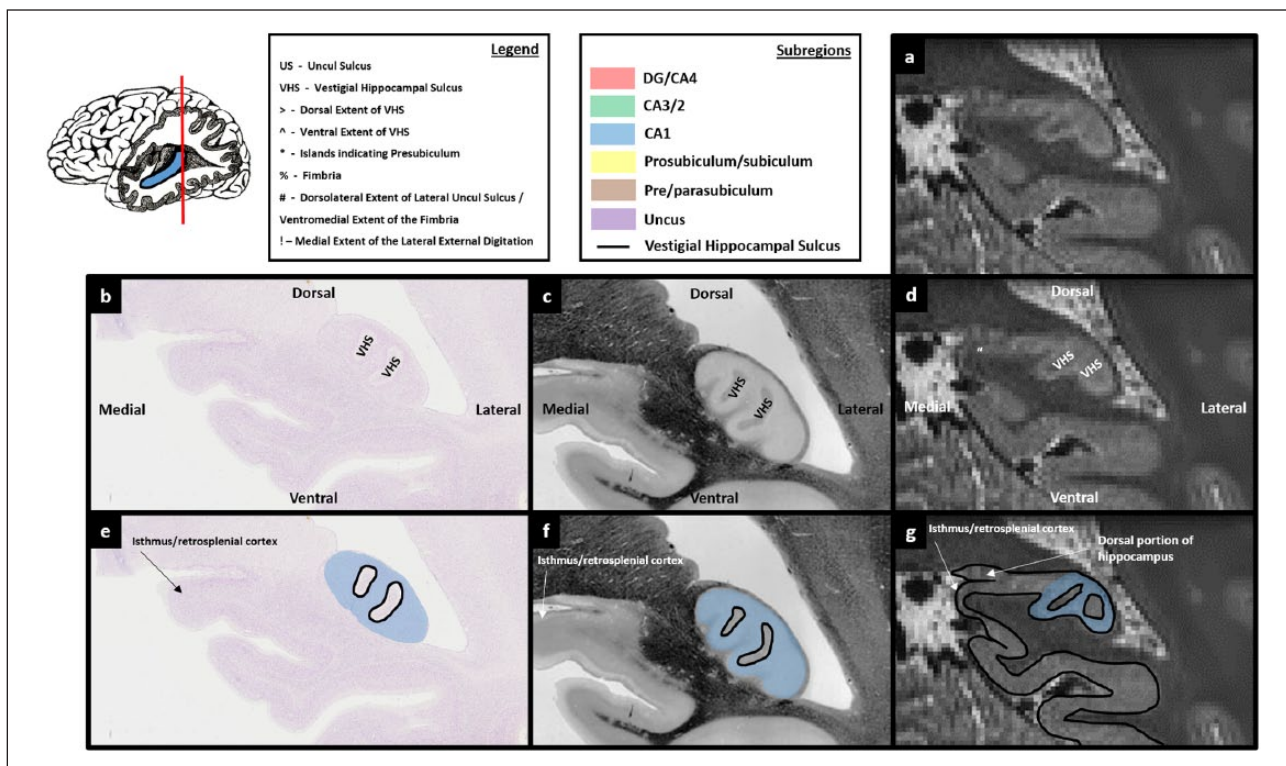 Legend
US - Uncul Sulcus
VHS - Vestigial Hippocampal Sulcus
> - Dorsal Extent of VHS
^ - Ventral Extent of VHS
* - Islands indicating Presubiculum
% - Fimbria
# - Dorsolateral Extent of Lateral Uncul Sulcus /
Ventromedial Extent of the Fimbria
! – Medial Extent of the Lateral External Digitation
Subregions
DG/CA4
CA3/2
CA1
Prosubiculum/subiculum
Pre/parasubiculum
Uncus
Vestigial Hippocampal Sulcus
a
b
Dorsal
VHS
VHS
Medial
Lateral
Ventral
c
Dorsal
VHS
VHS
Medial
Lateral
Ventral
d
Dorsal
"
VHS
VHS
Medial
Lateral
Ventral
e
Isthmus/retrosplenial cortex
f
Isthmus/retrosplenial cortex
g
Isthmus/retrosplenial cortex
Dorsal portion of
hippocampus